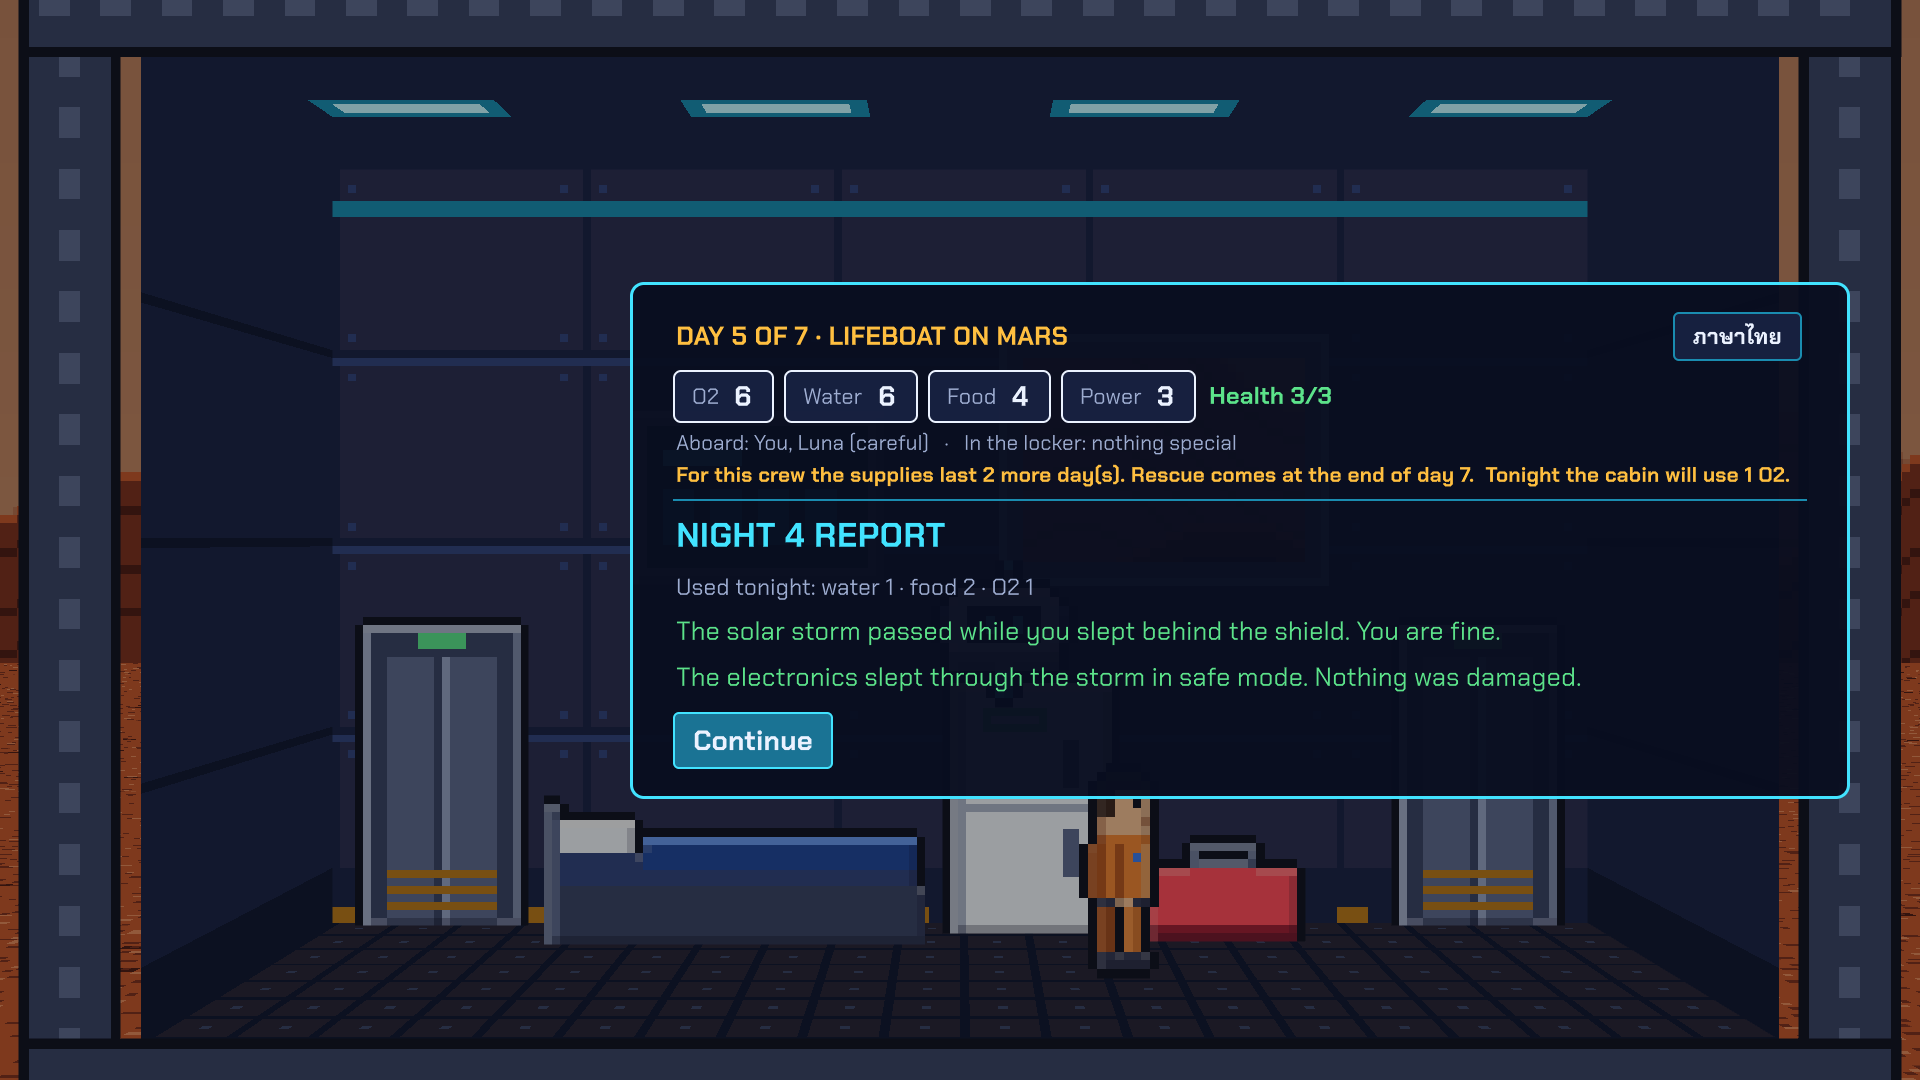 DAY 5 OF 7 · LIFEBOAT ON MARS
ภาษาไทย
O2 6 Water 6 Food 4 Power 3 Health 3/3
Aboard: You, Luna (careful) · In the locker: nothing special
For this crew the supplies last 2 more day(s). Rescue comes at the end of day 7. Tonight the cabin will use 1 O2.
NIGHT 4 REPORT
Used tonight: water 1 · food 2 · O2 1
The solar storm passed while you slept behind the shield. You are fine.
The electronics slept through the storm in safe mode. Nothing was damaged.
Continue